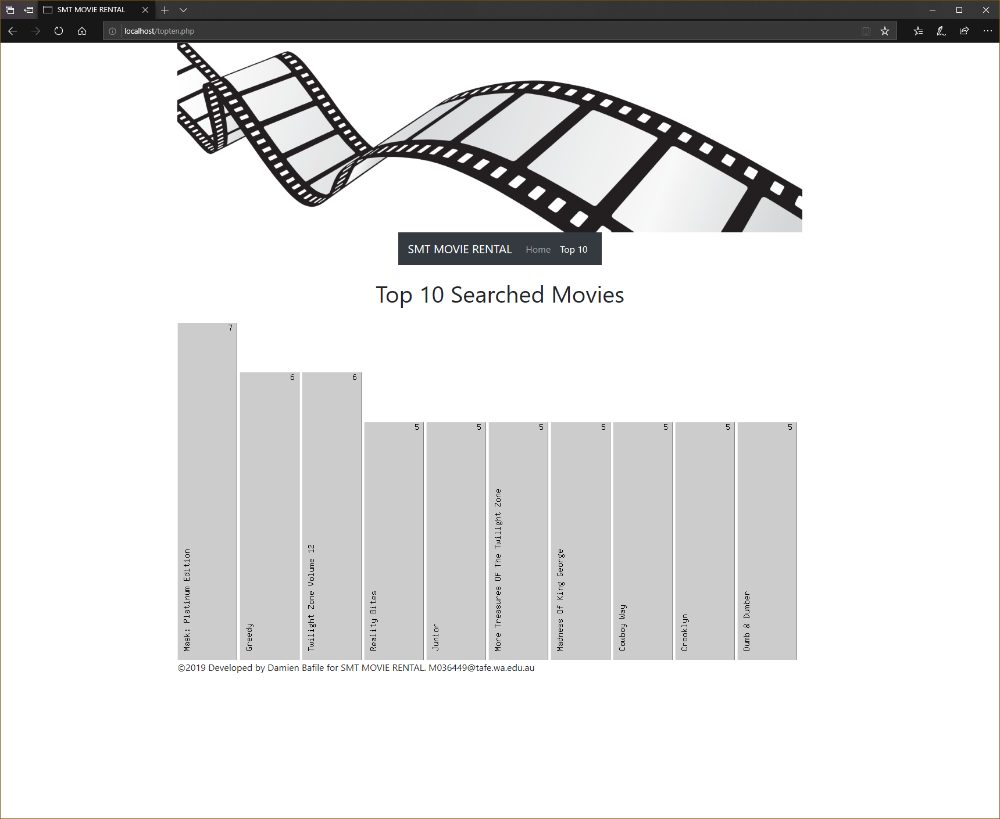 SMT MOVIE RENTAL
localhost/topten.php
SMT MOVIE RENTAL Home Top 10
Top 10 Searched Movies
7
6
6
5
5
5
5
5
5
5
Mask: Platinum Edition
Greedy
Twilight Zone Volume 12
Reality Bites
Junior
More Treasures Of The Twilight Zone
Madness Of King George
Cowboy Way
Crooklyn
Dumb & Dumber
©2019 Developed by Damien Bafile for SMT MOVIE RENTAL. M036449@tafe.wa.edu.au